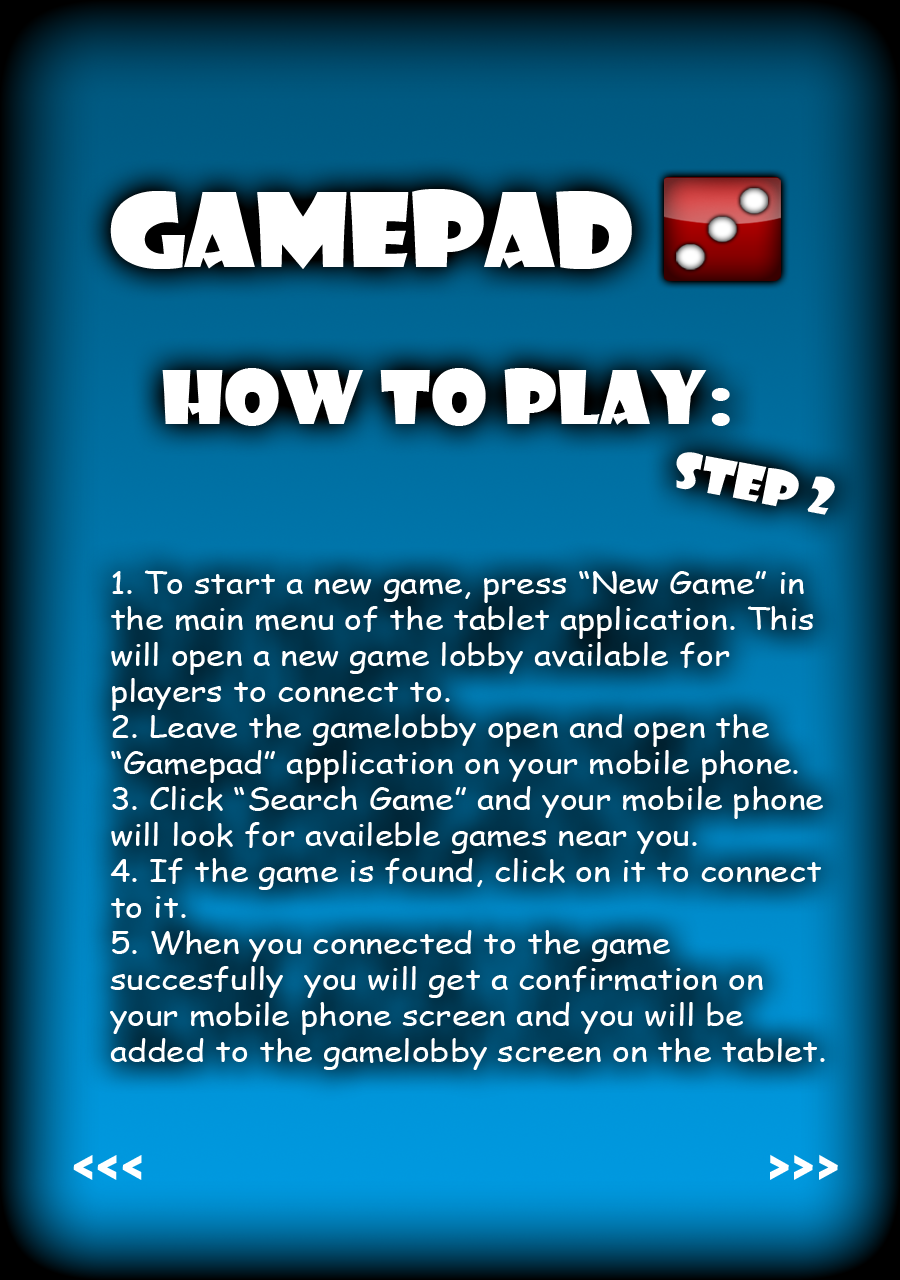 GAMEPAD
HOW TO PLAY:
STEP 2
1. To start a new game, press “New Game” in
the main menu of the tablet application. This
will open a new game lobby available for
players to connect to.
2. Leave the gamelobby open and open the
“Gamepad” application on your mobile phone.
3. Click “Search Game” and your mobile phone
will look for availeble games near you.
4. If the game is found, click on it to connect
to it.
5. When you connected to the game
succesfully  you will get a confirmation on
your mobile phone screen and you will be
added to the gamelobby screen on the tablet.
<<< >>>